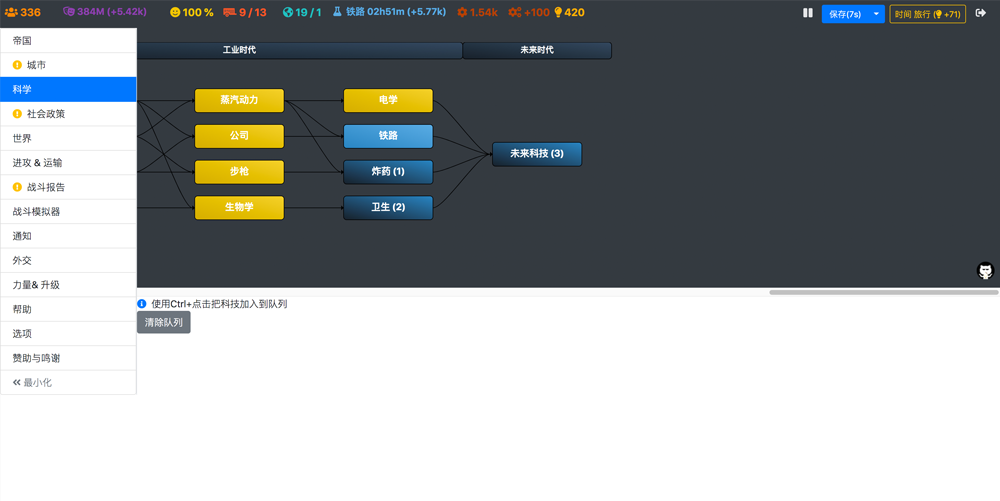 336 384M (+5.42k) 100 % 9 / 13 19 / 1 铁路 02h51m (+5.77k) 1.54k +100 420 保存(7s) 时间 旅行 ( +71)
工业时代 未来时代
帝国
城市
科学
社会政策
世界
进攻 & 运输
战斗报告
战斗模拟器
通知
外交
力量& 升级
帮助
选项
赞助与鸣谢
最小化
蒸汽动力 电学
公司 铁路
未来科技 (3)
步枪 炸药 (1)
生物学 卫生 (2)
使用Ctrl+点击把科技加入到队列
清除队列